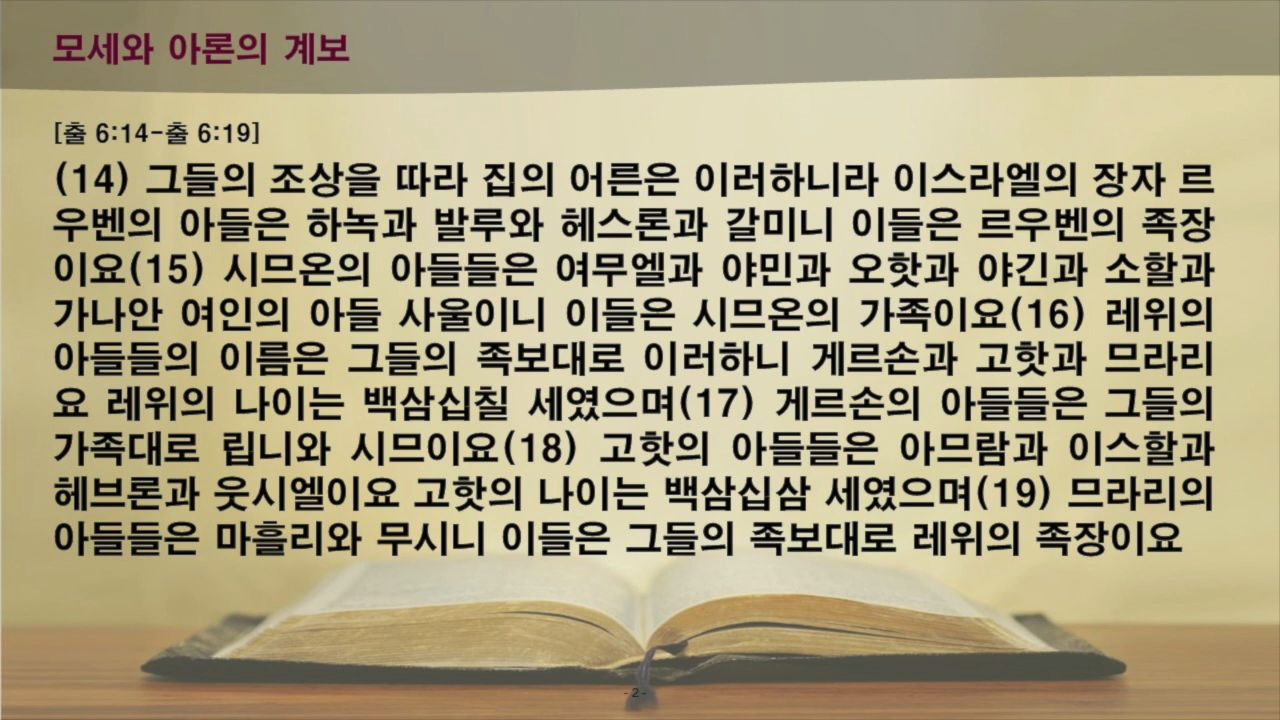 모세와 아론의 계보
[출 6:14-출 6:19]
(14) 그들의 조상을 따라 집의 어른은 이러하니라 이스라엘의 장자 르
우벤의 아들은 하녹과 발루와 헤스론과 갈미니 이들은 르우벤의 족장
이요(15) 시므온의 아들들은 여무엘과 야민과 오핫과 야긴과 소할과
가나안 여인의 아들 사울이니 이들은 시므온의 가족이요(16) 레위의
아들들의 이름은 그들의 족보대로 이러하니 게르손과 고핫과 므라리
요 레위의 나이는 백삼십칠 세였으며(17) 게르손의 아들들은 그들의
가족대로 립니와 시므이요(18) 고핫의 아들들은 아므람과 이스할과
헤브론과 웃시엘이요 고핫의 나이는 백삼십삼 세였으며(19) 므라리의
아들들은 마흘리와 무시니 이들은 그들의 족보대로 레위의 족장이요
- 2 -